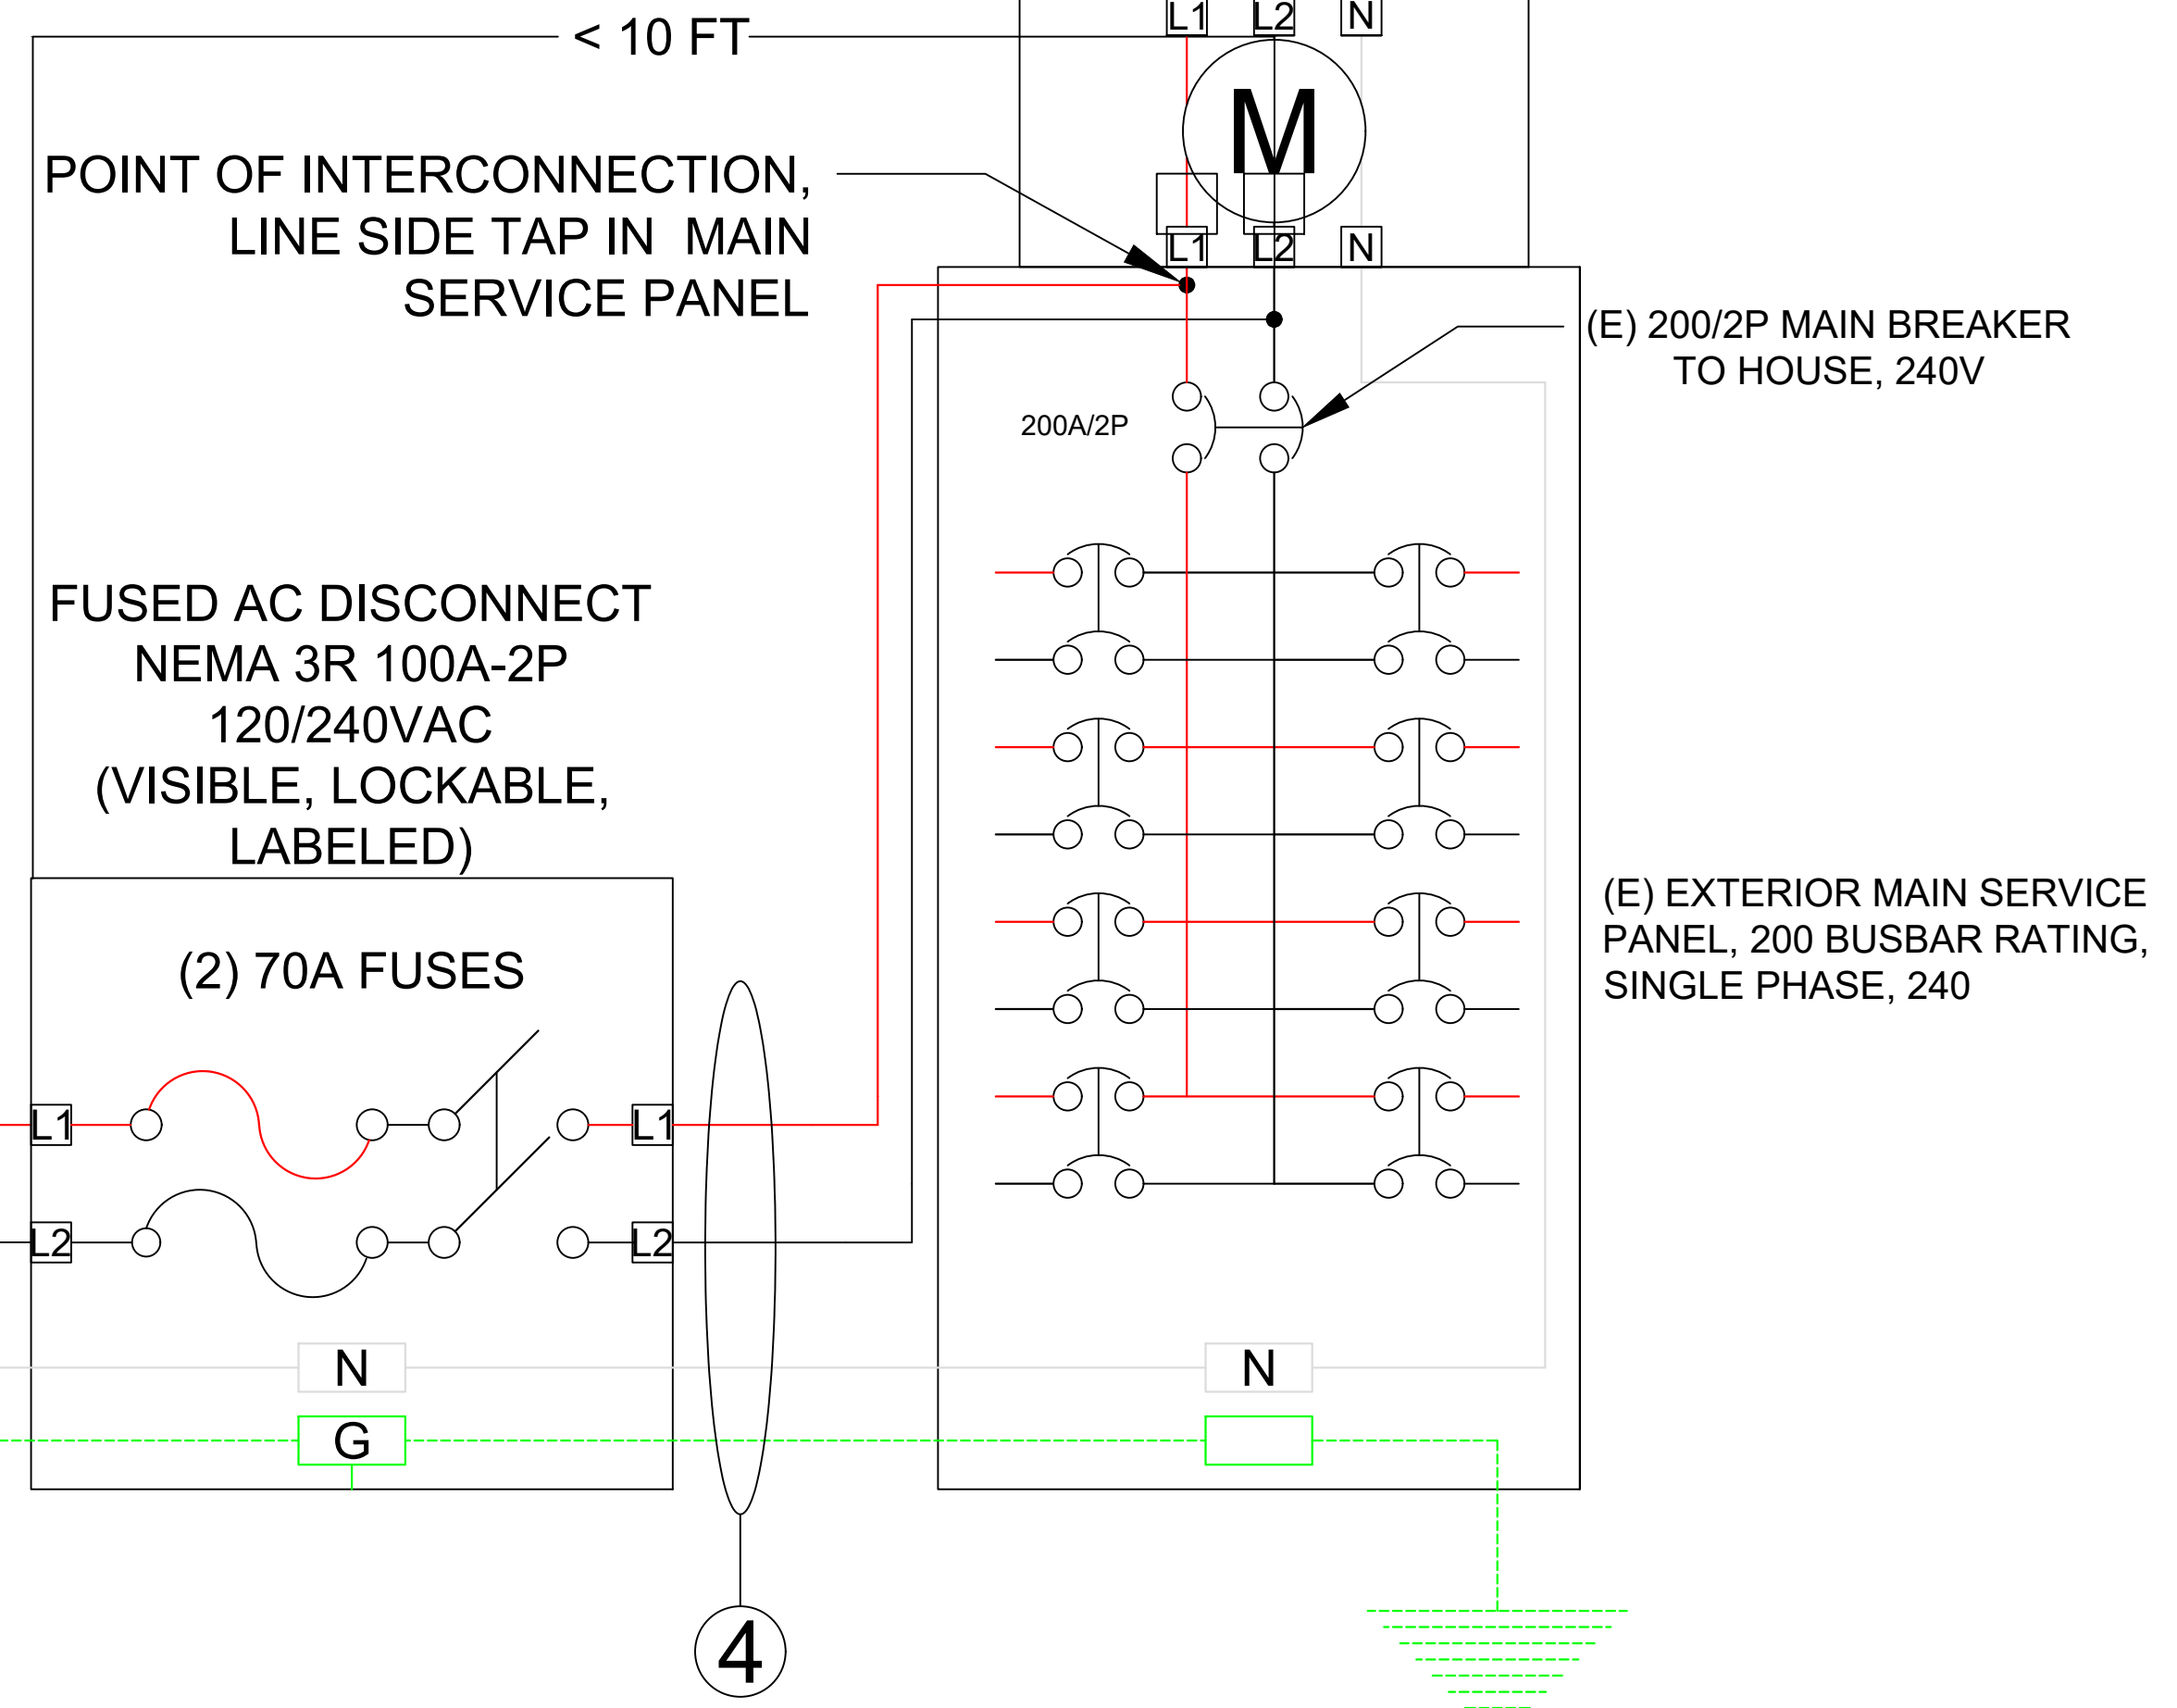 L1 L2 N
< 10 FT
M
POINT OF INTERCONNECTION,
LINE SIDE TAP IN MAIN
SERVICE PANEL
L1 L2 N
(E) 200/2P MAIN BREAKER
TO HOUSE, 240V
200A/2P
FUSED AC DISCONNECT
NEMA 3R 100A-2P
120/240VAC
(VISIBLE, LOCKABLE,
LABELED)
(E) EXTERIOR MAIN SERVICE
PANEL, 200 BUSBAR RATING,
SINGLE PHASE, 240
(2) 70A FUSES
L1 L1
L2 L2
N N
G
4